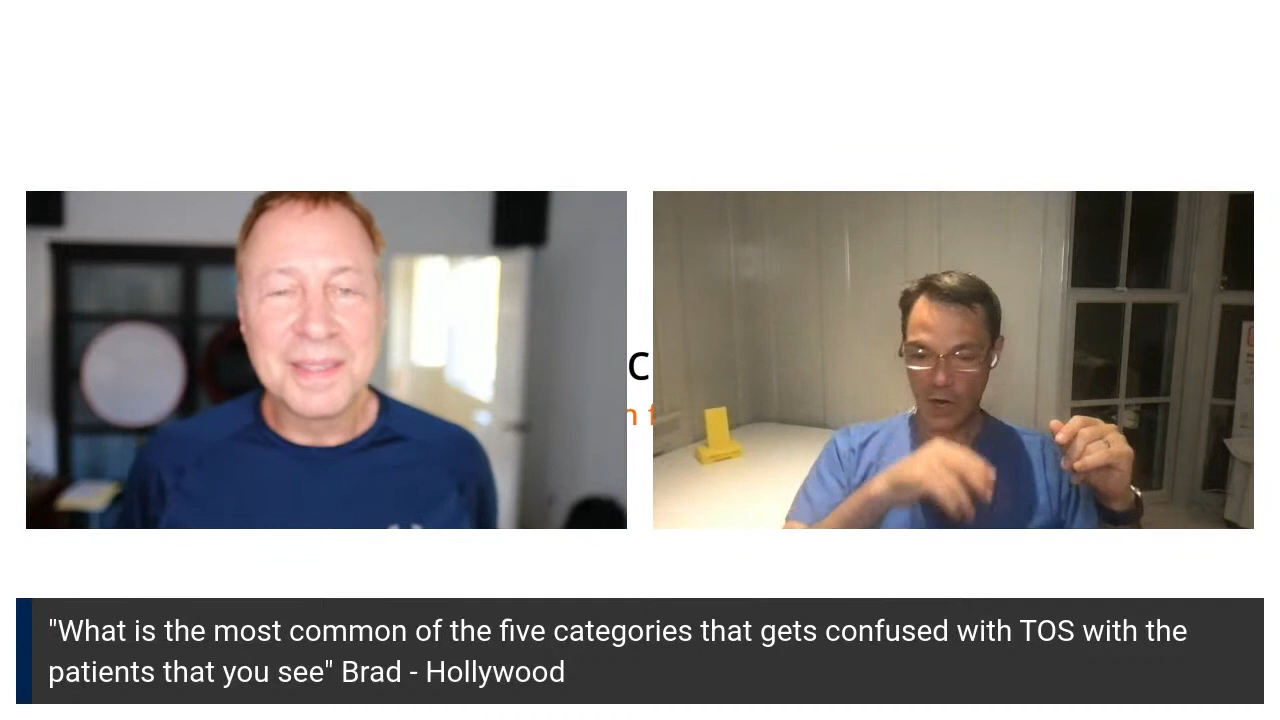 "What is the most common of the five categories that gets confused with TOS with the
patients that you see" Brad - Hollywood